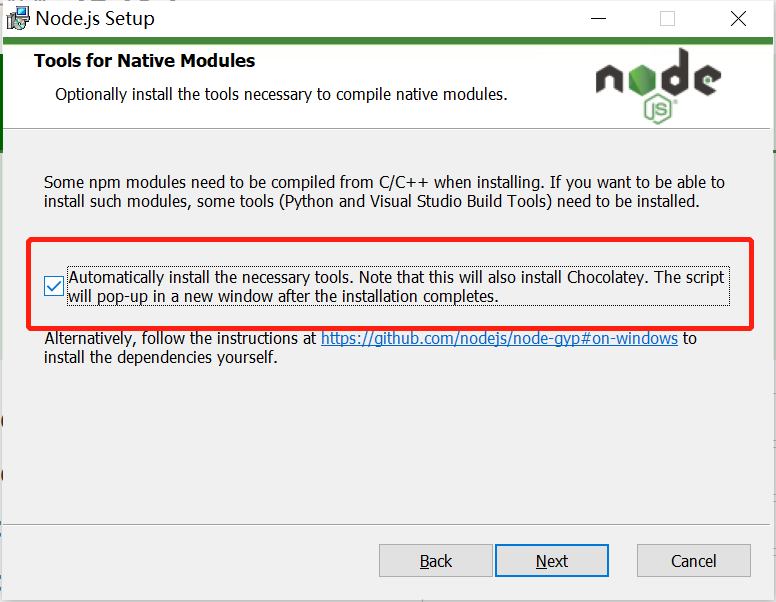 Node.js Setup
Tools for Native Modules
Optionally install the tools necessary to compile native modules.
node
JS
Some npm modules need to be compiled from C/C++ when installing. If you want to be able to
install such modules, some tools (Python and Visual Studio Build Tools) need to be installed.
Automatically install the necessary tools. Note that this will also install Chocolatey. The script
will pop-up in a new window after the installation completes.
Alternatively, follow the instructions at https://github.com/nodejs/node-gyp#on-windows to
install the dependencies yourself.
Back
Next
Cancel